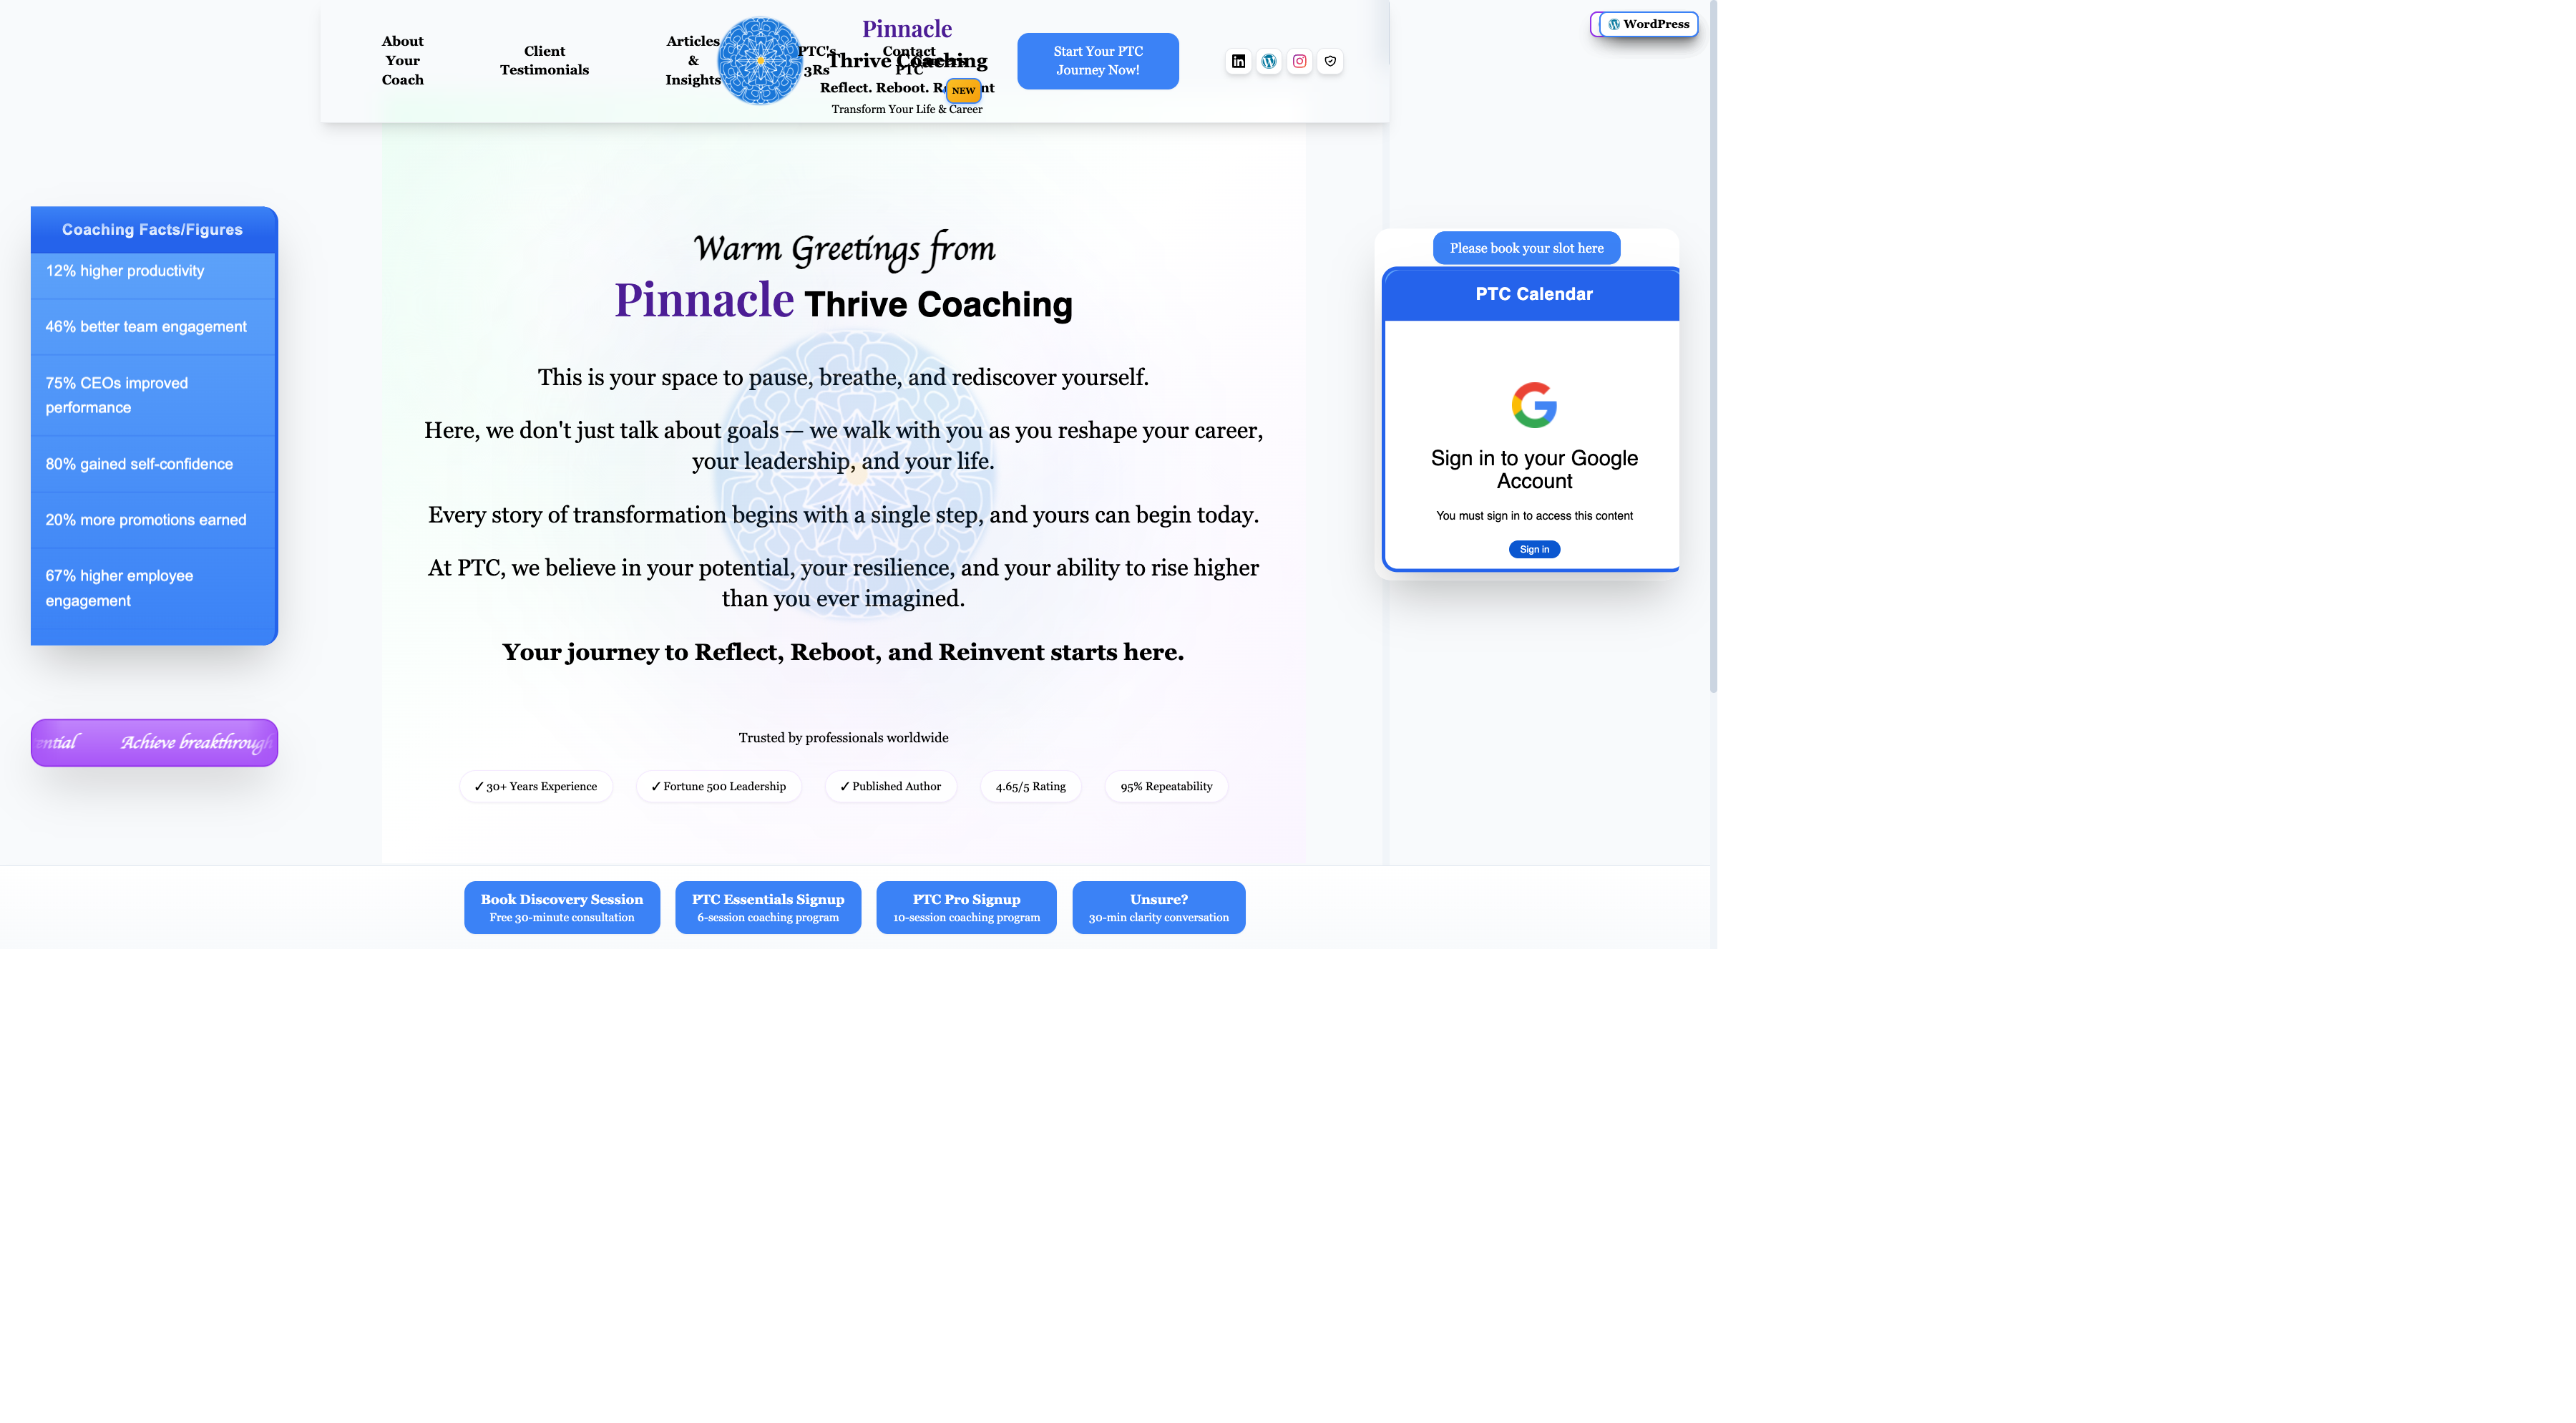 About
Your
Coach
Client
Testimonials
Articles
&
Insights
PTC's
3Rs
Contact
PTC
Pinnacle
Thrive Coaching
Reflect. Reboot.
Transform Your Life & Career
NEW
Start Your PTC
Journey Now!
WordPress
Coaching Facts/Figures
12% higher productivity
46% better team engagement
75% CEOs improved
performance
80% gained self-confidence
20% more promotions earned
67% higher employee
engagement
Achieve breakthrough
Warm Greetings from
Pinnacle Thrive Coaching
This is your space to pause, breathe, and rediscover yourself.
Here, we don't just talk about goals — we walk with you as you reshape your career,
your leadership, and your life.
Every story of transformation begins with a single step, and yours can begin today.
At PTC, we believe in your potential, your resilience, and your ability to rise higher
than you ever imagined.
Your journey to Reflect, Reboot, and Reinvent starts here.
Trusted by professionals worldwide
✓ 30+ Years Experience
✓ Fortune 500 Leadership
✓ Published Author
4.65/5 Rating
95% Repeatability
Please book your slot here
PTC Calendar
Sign in to your Google
Account
You must sign in to access this content
Sign in
Book Discovery Session
Free 30-minute consultation
PTC Essentials Signup
6-session coaching program
PTC Pro Signup
10-session coaching program
Unsure?
30-min clarity conversation